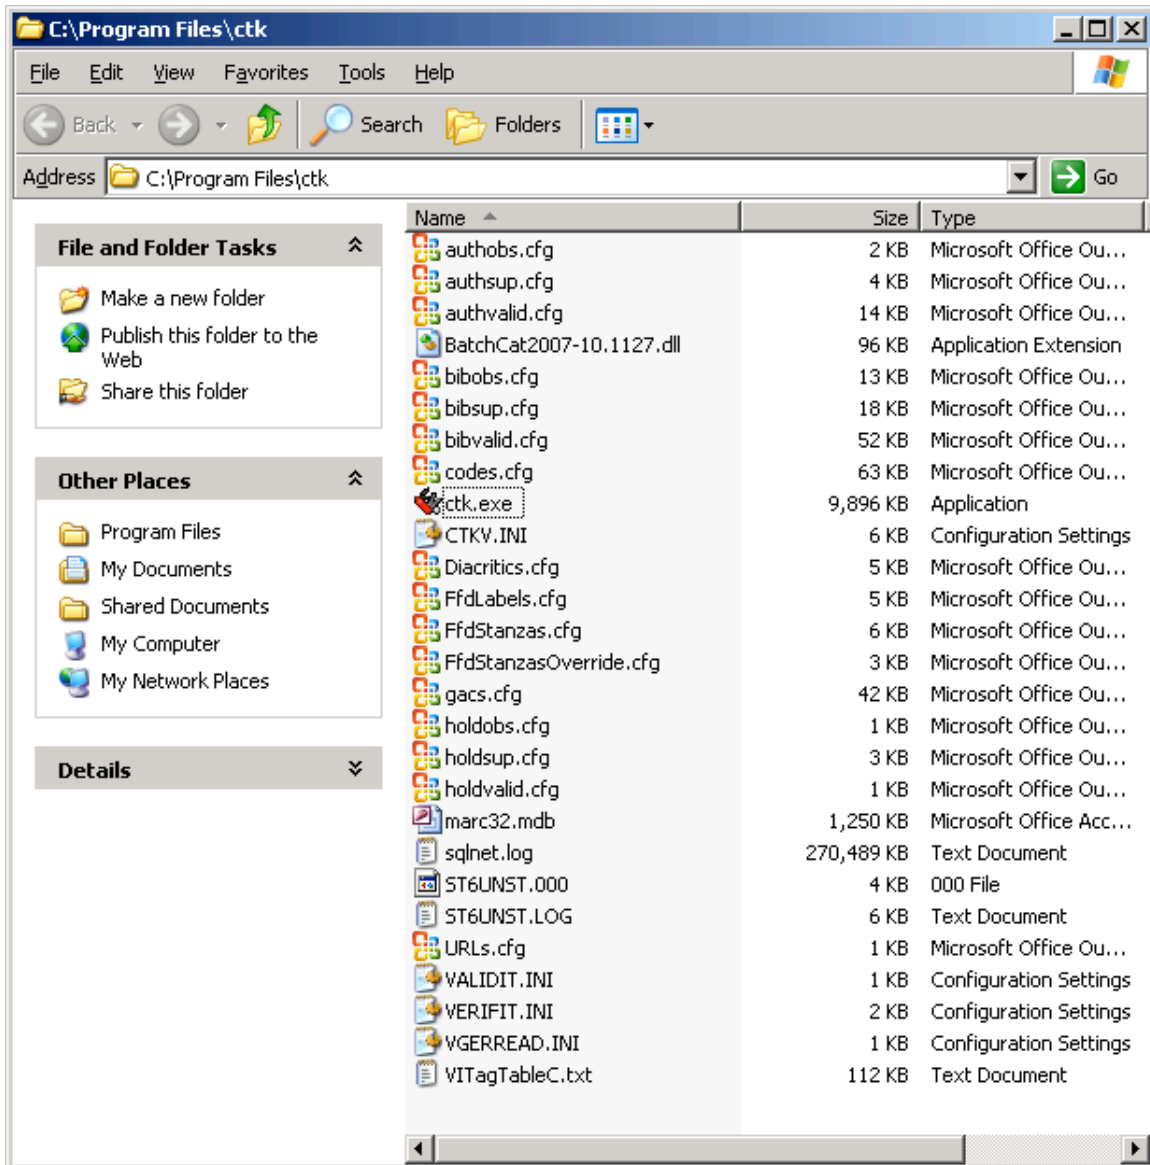 C:\Program Files\ctk
File Edit View Favorites Tools Help
Back Search Folders
Address C:\Program Files\ctk Go
File and Folder Tasks
Make a new folder
Publish this folder to the
Web
Share this folder
Other Places
Program Files
My Documents
Shared Documents
My Computer
My Network Places
Details
Name Size Type
authobs.cfg 2 KB Microsoft Office Ou...
authsup.cfg 4 KB Microsoft Office Ou...
authvalid.cfg 14 KB Microsoft Office Ou...
BatchCat2007-10.1127.dll 96 KB Application Extension
bibobs.cfg 13 KB Microsoft Office Ou...
bibsup.cfg 18 KB Microsoft Office Ou...
bibvalid.cfg 52 KB Microsoft Office Ou...
codes.cfg 63 KB Microsoft Office Ou...
ctk.exe 9,896 KB Application
CTKV.INI 6 KB Configuration Settings
Diacritics.cfg 5 KB Microsoft Office Ou...
FfdLabels.cfg 5 KB Microsoft Office Ou...
FfdStanzas.cfg 6 KB Microsoft Office Ou...
FfdStanzasOverride.cfg 3 KB Microsoft Office Ou...
gacs.cfg 42 KB Microsoft Office Ou...
holdobs.cfg 1 KB Microsoft Office Ou...
holdsup.cfg 3 KB Microsoft Office Ou...
holdvalid.cfg 1 KB Microsoft Office Ou...
marc32.mdb 1,250 KB Microsoft Office Acc...
sqlnet.log 270,489 KB Text Document
ST6UNST.000 4 KB 000 File
ST6UNST.LOG 6 KB Text Document
URLs.cfg 1 KB Microsoft Office Ou...
VALIDIT.INI 1 KB Configuration Settings
VERIFIT.INI 2 KB Configuration Settings
VGERREAD.INI 1 KB Configuration Settings
VITagTableC.txt 112 KB Text Document